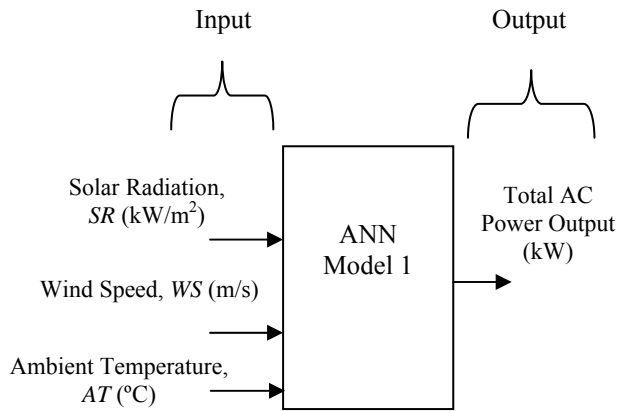 Input
Output
Solar Radiation,
SR (kW/m²)
Wind Speed, WS (m/s)
Ambient Temperature,
AT (ºC)
ANN
Model 1
Total AC
Power Output
(kW)